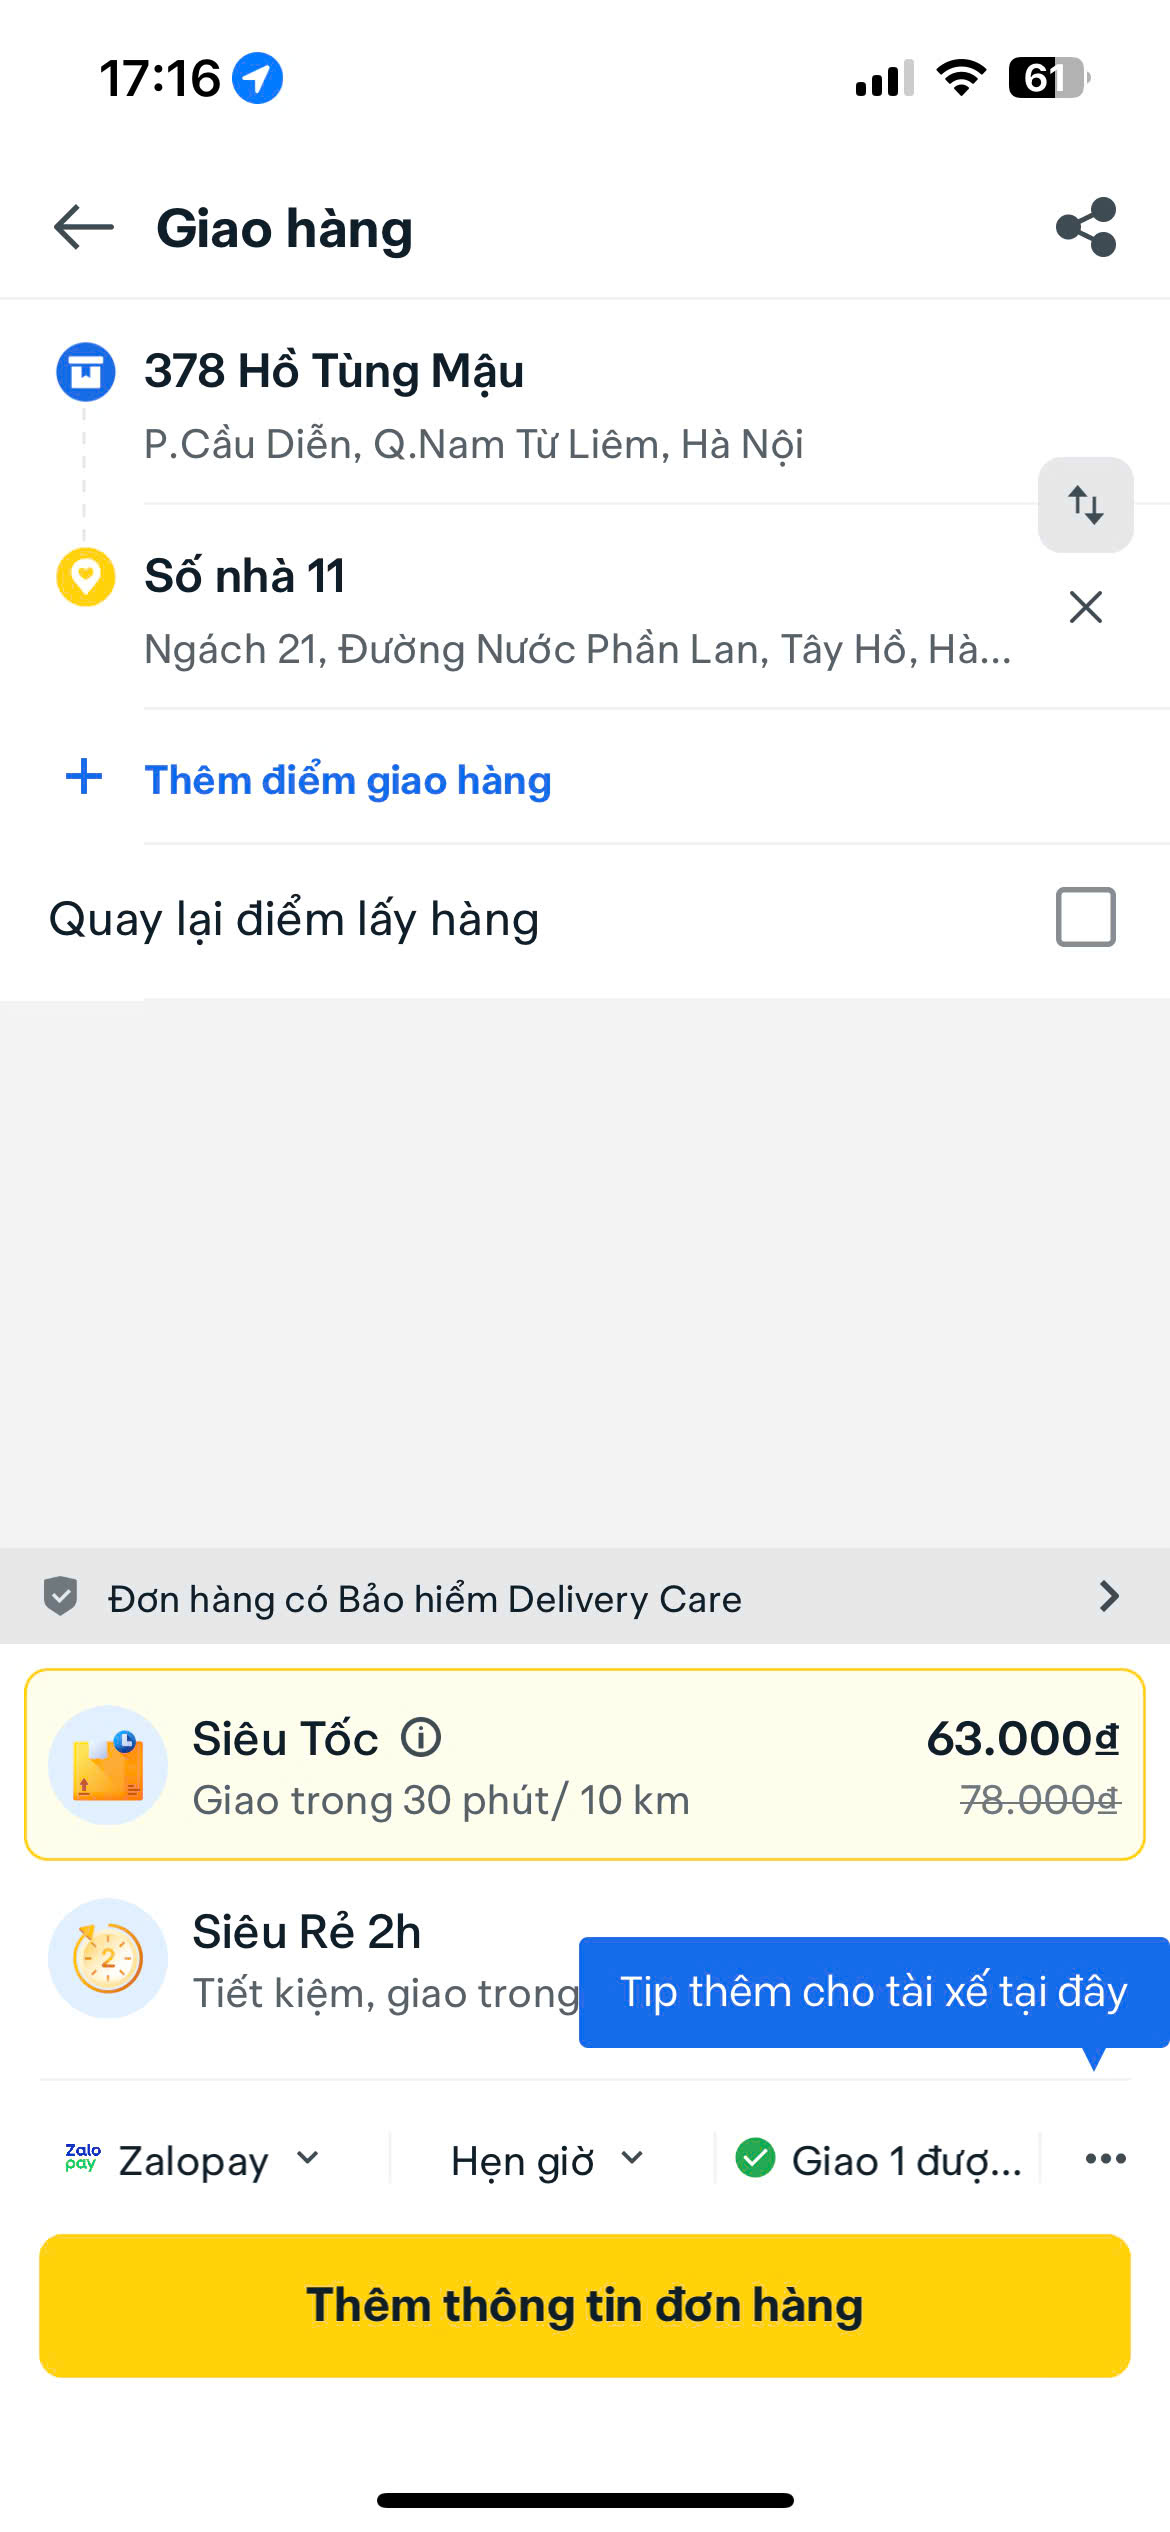 17:16
61
Giao hàng
378 Hồ Tùng Mậu
P.Cầu Diễn, Q.Nam Từ Liêm, Hà Nội
Số nhà 11
Ngách 21, Đường Nước Phần Lan, Tây Hồ, Hà...
Thêm điểm giao hàng
Quay lại điểm lấy hàng
Đơn hàng có Bảo hiểm Delivery Care
Siêu Tốc
63.000₫
Giao trong 30 phút/ 10 km
78.000₫
Siêu Rẻ 2h
2
Tiết kiệm, giao trong
Tip thêm cho tài xế tại đây
Zalo
pay
Zalopay
Hẹn giờ
Giao 1 đượ...
Thêm thông tin đơn hàng